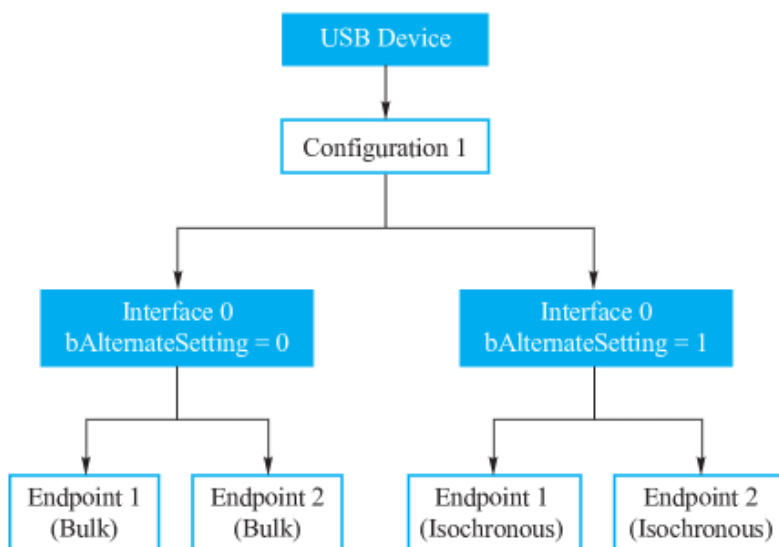 USB Device
Configuration 1
Interface 0
bAlternateSetting = 0
Interface 0
bAlternateSetting = 1
Endpoint 1
(Bulk)
Endpoint 2
(Bulk)
Endpoint 1
(Isochronous)
Endpoint 2
(Isochronous)